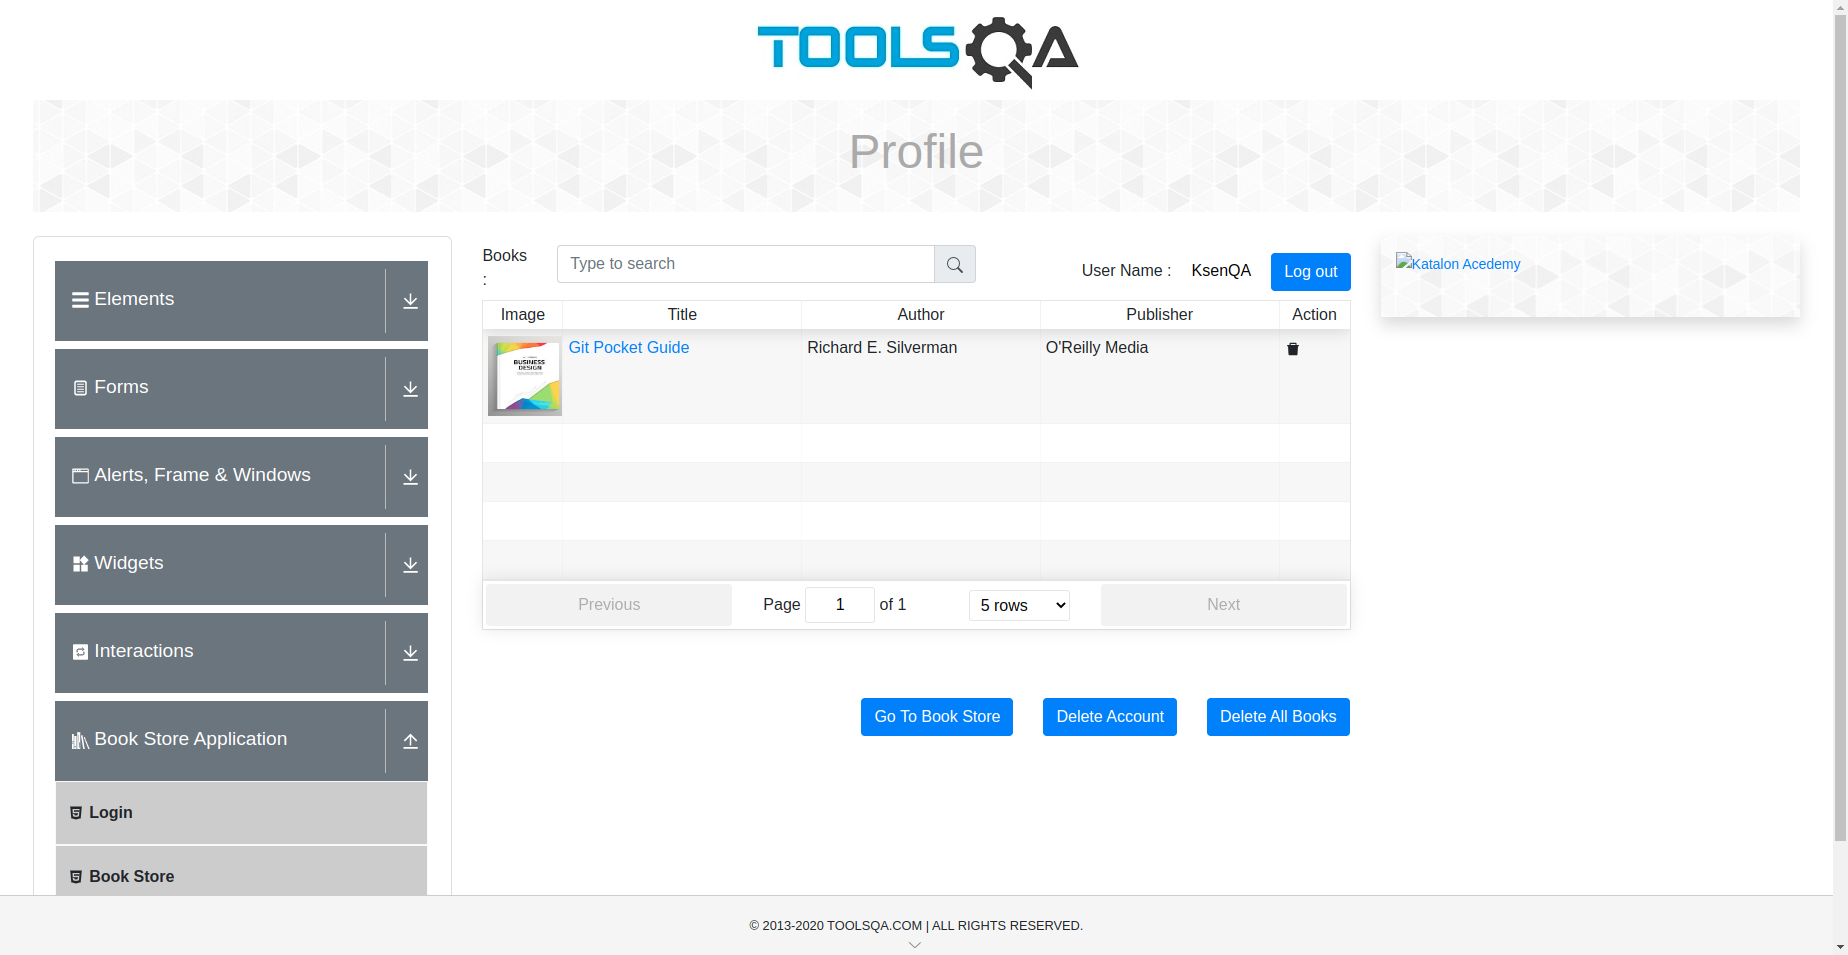 TOOLSQA
Profile
Elements
Forms
Alerts, Frame & Windows
Widgets
Interactions
Book Store Application
Login
Book Store
Books :
Type to search
User Name : KsenQA Log out
Image Title Author Publisher Action
BUSINESS
DESIGN
Git Pocket Guide Richard E. Silverman O'Reilly Media
Previous Page 1 of 1 5 rows Next
Go To Book Store Delete Account Delete All Books
Katalon Acedemy
© 2013-2020 TOOLSQA.COM | ALL RIGHTS RESERVED.